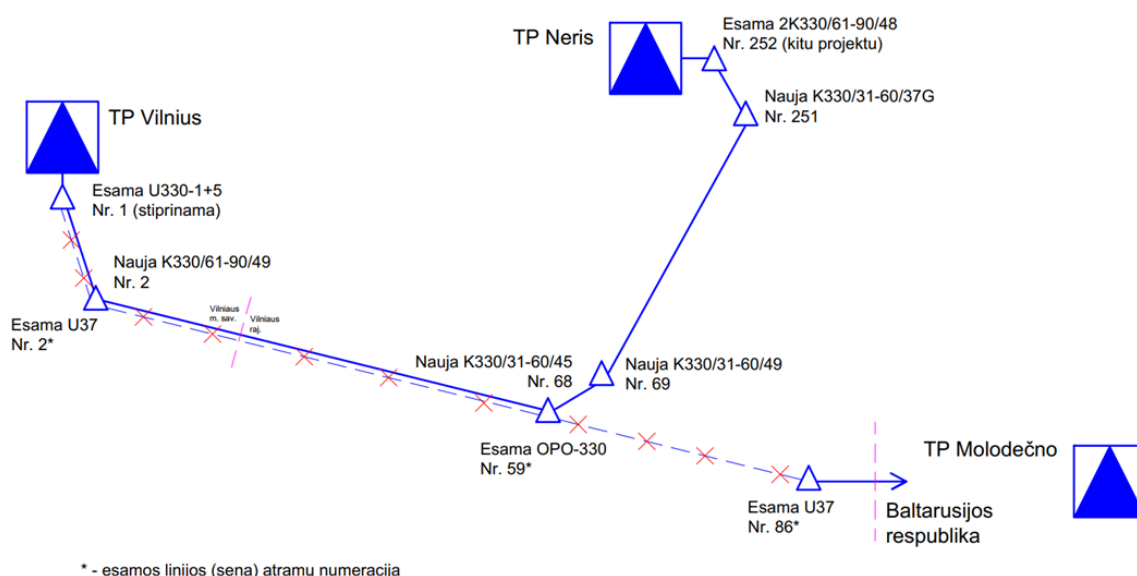 Esama 2K330/61-90/48
Nr. 252 (kitu projektu)
TP Neris
Nauja K330/31-60/37G
Nr. 251
TP Vilnius
Esama U330-1+5
Nr. 1 (stiprinama)
Nauja K330/61-90/49
Nr. 2
Esama U37
Nr. 2*
Vilniaus
m. sav.
Vilniaus
raj.
Nauja K330/31-60/45
Nr. 68
Nauja K330/31-60/49
Nr. 69
Esama OPO-330
Nr. 59*
TP Molodečno
Esama U37
Nr. 86*
Baltarusijos
respublika
* - esamos linijos (sena) atramų numeracija